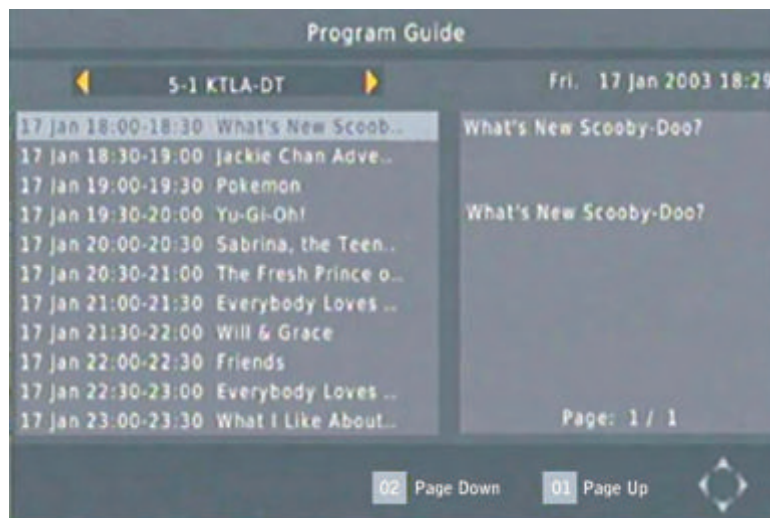 Program Guide
5-1 KTLA-DT
Fri. 17 Jan 2003 18:29
17 Jan 18:00-18:30 What's New Scoob..
17 Jan 18:30-19:00 Jackie Chan Adve..
17 Jan 19:00-19:30 Pokemon
17 Jan 19:30-20:00 Yu-Gi-Oh!
17 Jan 20:00-20:30 Sabrina, the Teen..
17 Jan 20:30-21:00 The Fresh Prince o..
17 Jan 21:00-21:30 Everybody Loves ..
17 Jan 21:30-22:00 Will & Grace
17 Jan 22:00-22:30 Friends
17 Jan 22:30-23:00 Everybody Loves ..
17 Jan 23:00-23:30 What I Like About..
What's New Scooby-Doo?
What's New Scooby-Doo?
Page: 1 / 1
02 Page Down 01 Page Up